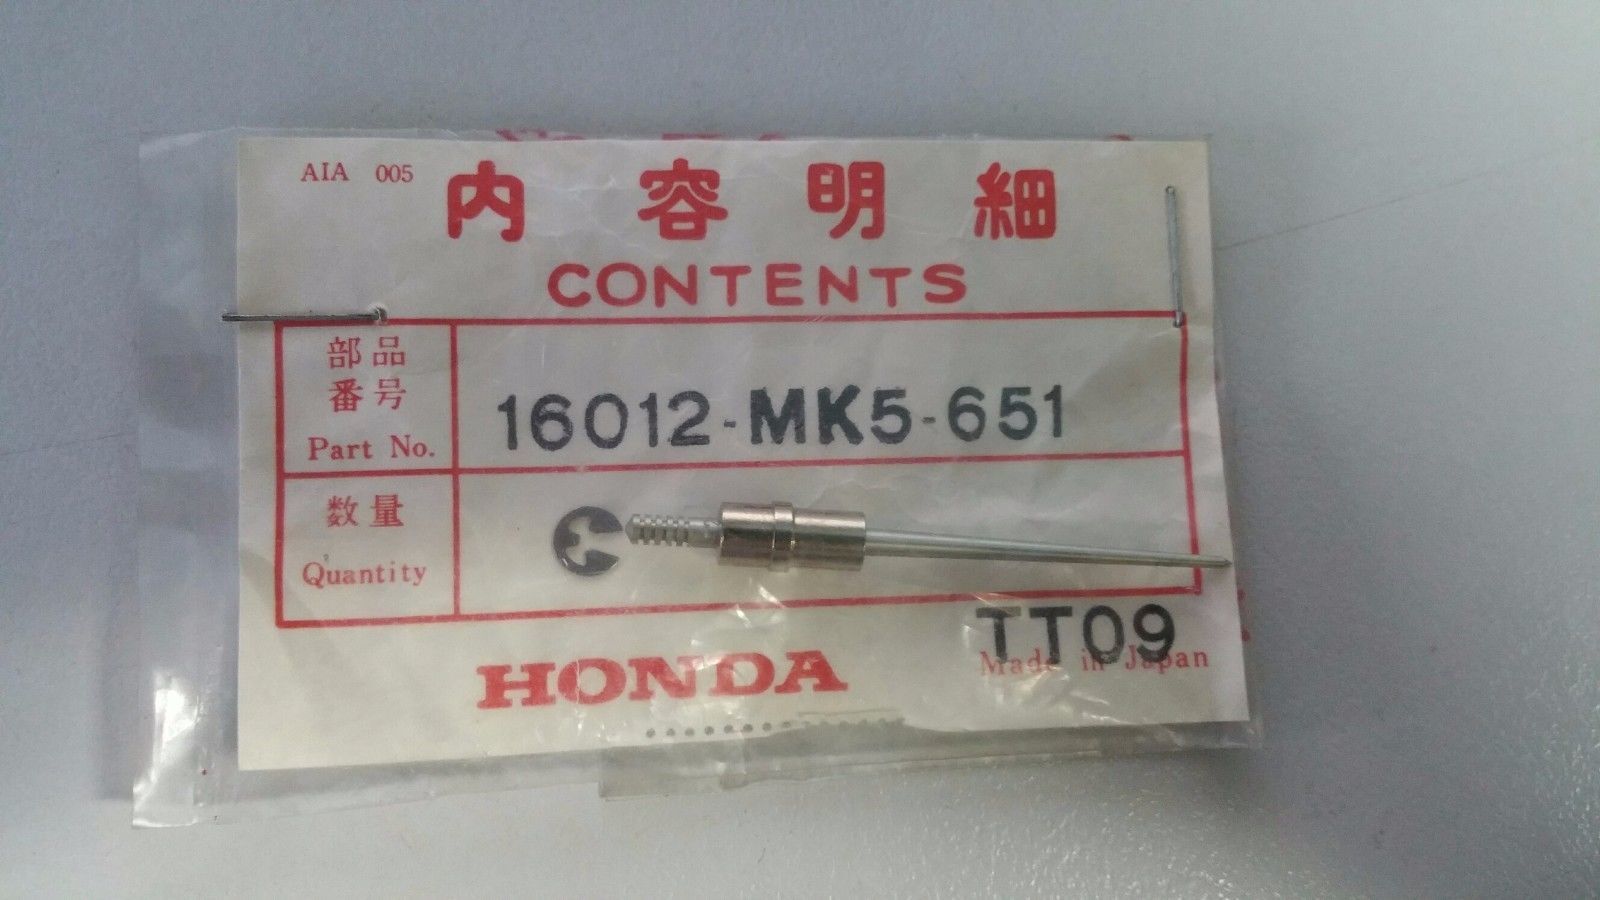 AIA 005
内容明細
CONTENTS
部品
番号
Part No.
16012-MK5-651
数量
Quantity
TT09
Made in Japan
HONDA